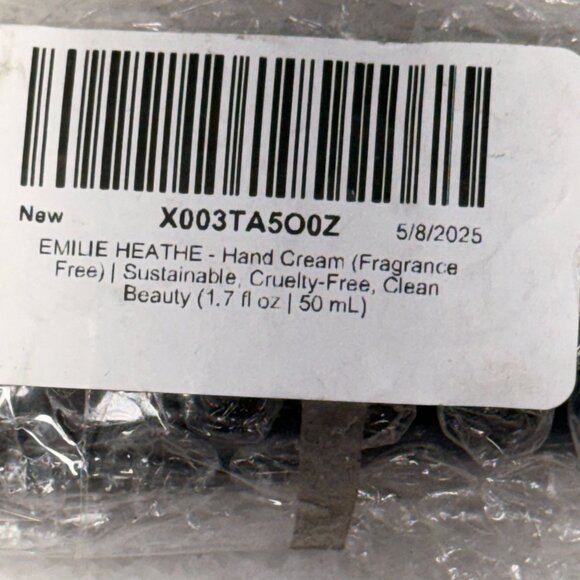 New X003TA5O0Z 5/8/2025
EMILIE HEATHE - Hand Cream (Fragrance
Free) | Sustainable, Cruelty-Free, Clean
Beauty (1.7 fl oz | 50 mL)